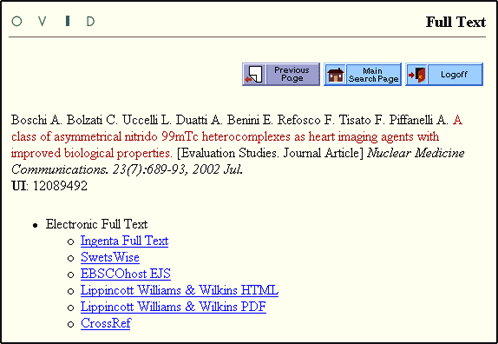 O V I D
Full Text
Previous Page
Main Search Page
Logoff
Boschi A. Bolzati C. Uccelli L. Duatti A. Benini E. Refosco F. Tisato F. Piffanelli A. A
class of asymmetrical nitrido 99mTc heterocomplexes as heart imaging agents with
improved biological properties. [Evaluation Studies. Journal Article] Nuclear Medicine
Communications. 23(7):689-93, 2002 Jul.
UI: 12089492
Electronic Full Text
Ingenta Full Text
SwetsWise
EBSCOhost EJS
Lippincott Williams & Wilkins HTML
Lippincott Williams & Wilkins PDF
CrossRef